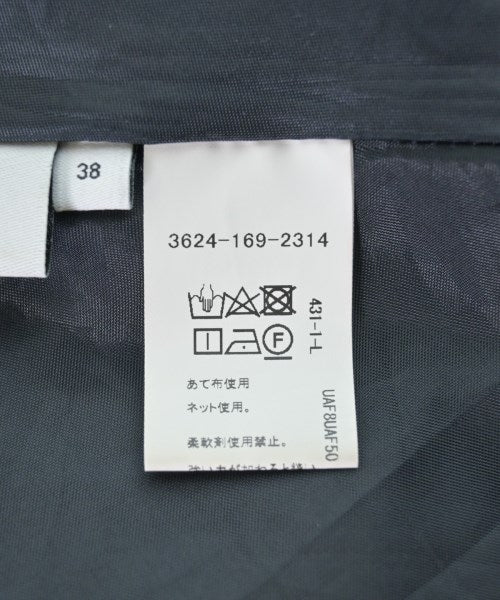 38
3624-169-2314
431-1-L
UAF8UAF50
あて布使用
ネット使用。
柔軟剤使用禁止。